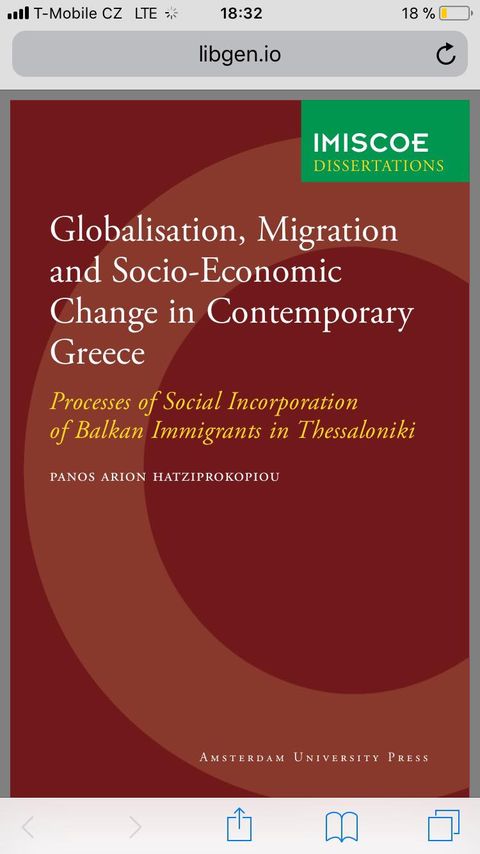 T-Mobile CZ LTE 18:32 18 %
libgen.io
IMISCOE
DISSERTATIONS
Globalisation, Migration
and Socio-Economic
Change in Contemporary
Greece
Processes of Social Incorporation
of Balkan Immigrants in Thessaloniki
PANOS ARION HATZIPROKOPIOU
AMSTERDAM UNIVERSITY PRESS